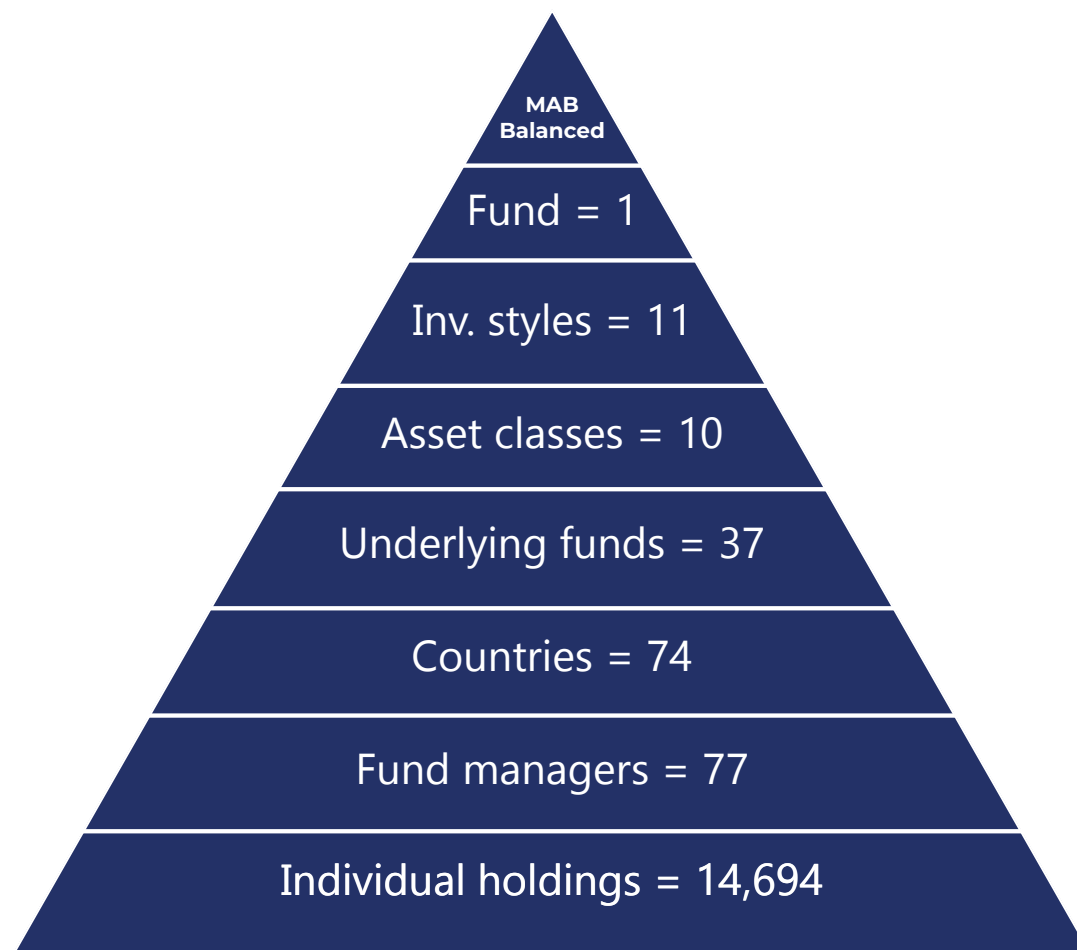 MAB
Balanced
Fund = 1
Inv. styles = 11
Asset classes = 10
Underlying funds = 37
Countries = 74
Fund managers = 77
Individual holdings = 14,694